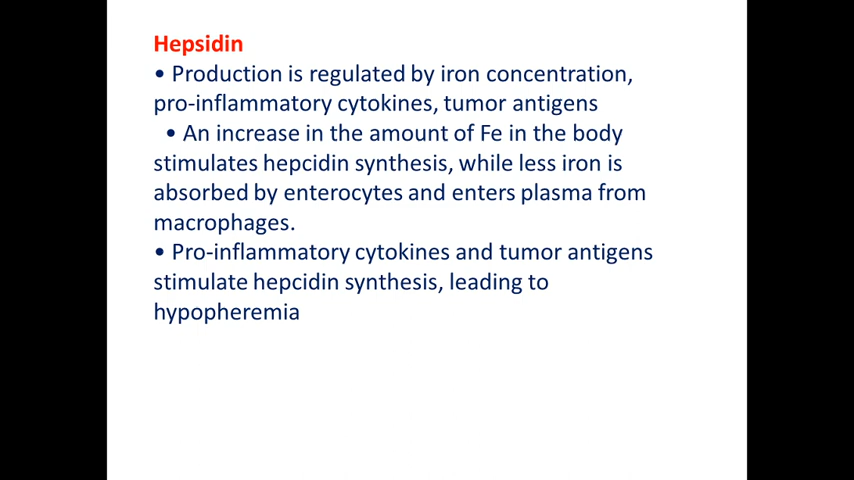 Hepsidin
• Production is regulated by iron concentration,
pro-inflammatory cytokines, tumor antigens
• An increase in the amount of Fe in the body
stimulates hepcidin synthesis, while less iron is
absorbed by enterocytes and enters plasma from
macrophages.
• Pro-inflammatory cytokines and tumor antigens
stimulate hepcidin synthesis, leading to
hypopheremia